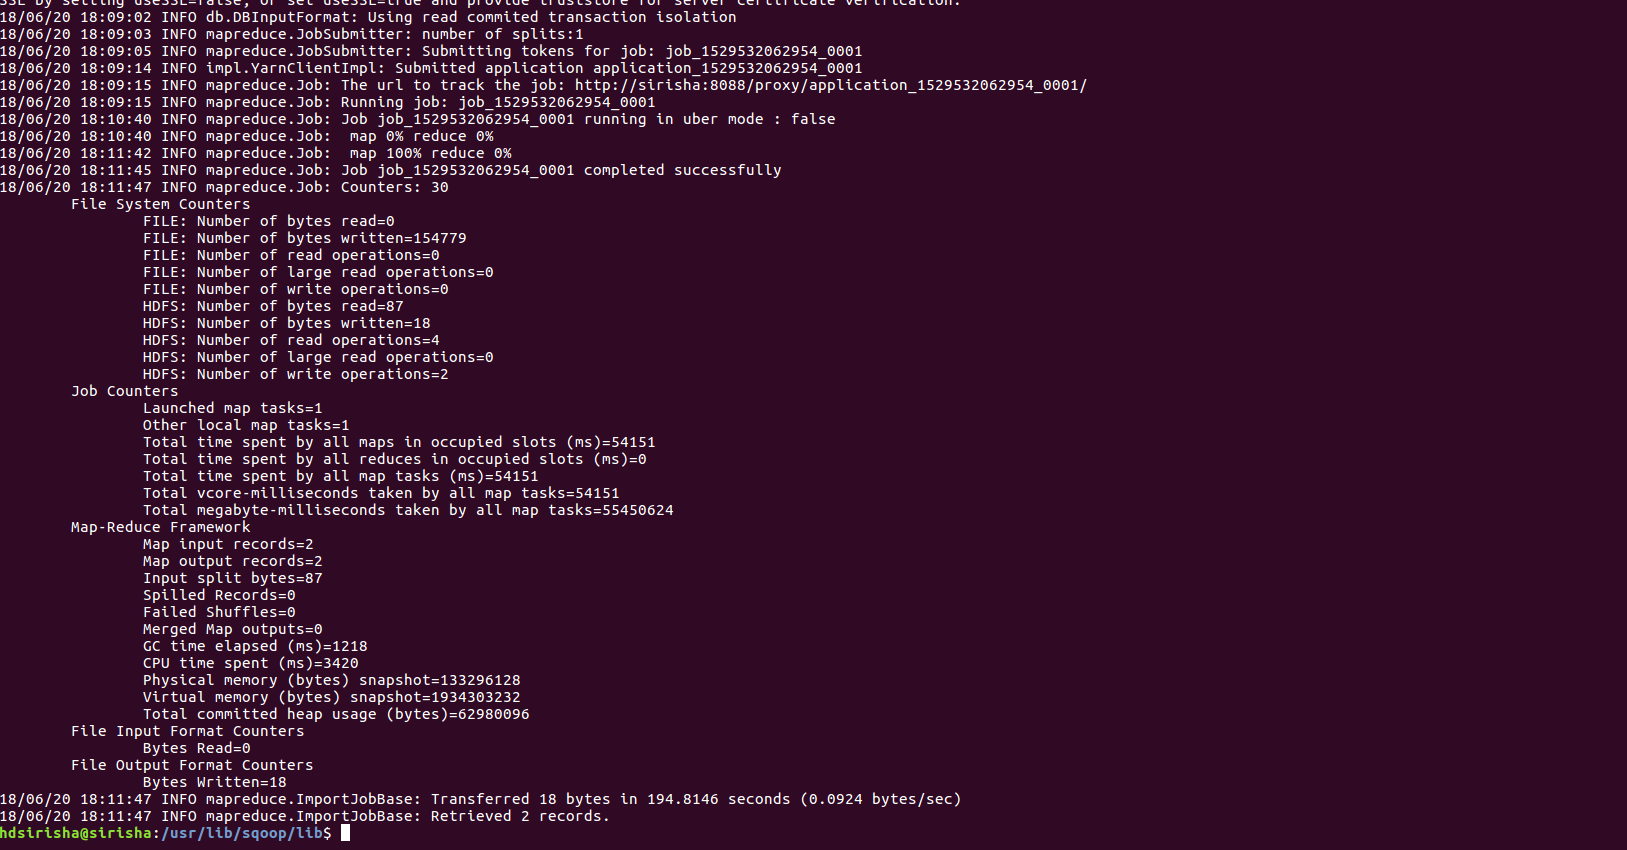 SSL by setting useSSL=false, or set useSSL=true and provide truststore for server certificate verification.
18/06/20 18:09:02 INFO db.DBInputFormat: Using read commited transaction isolation
18/06/20 18:09:03 INFO mapreduce.JobSubmitter: number of splits:1
18/06/20 18:09:05 INFO mapreduce.JobSubmitter: Submitting tokens for job: job_1529532062954_0001
18/06/20 18:09:14 INFO impl.YarnClientImpl: Submitted application application_1529532062954_0001
18/06/20 18:09:15 INFO mapreduce.Job: The url to track the job: http://sirisha:8088/proxy/application_1529532062954_0001/
18/06/20 18:09:15 INFO mapreduce.Job: Running job: job_1529532062954_0001
18/06/20 18:10:40 INFO mapreduce.Job: Job job_1529532062954_0001 running in uber mode : false
18/06/20 18:10:40 INFO mapreduce.Job:  map 0% reduce 0%
18/06/20 18:11:42 INFO mapreduce.Job:  map 100% reduce 0%
18/06/20 18:11:45 INFO mapreduce.Job: Job job_1529532062954_0001 completed successfully
18/06/20 18:11:47 INFO mapreduce.Job: Counters: 30
File System Counters
FILE: Number of bytes read=0
FILE: Number of bytes written=154779
FILE: Number of read operations=0
FILE: Number of large read operations=0
FILE: Number of write operations=0
HDFS: Number of bytes read=87
HDFS: Number of bytes written=18
HDFS: Number of read operations=4
HDFS: Number of large read operations=0
HDFS: Number of write operations=2
Job Counters
Launched map tasks=1
Other local map tasks=1
Total time spent by all maps in occupied slots (ms)=54151
Total time spent by all reduces in occupied slots (ms)=0
Total time spent by all map tasks (ms)=54151
Total vcore-milliseconds taken by all map tasks=54151
Total megabyte-milliseconds taken by all map tasks=55450624
Map-Reduce Framework
Map input records=2
Map output records=2
Input split bytes=87
Spilled Records=0
Failed Shuffles=0
Merged Map outputs=0
GC time elapsed (ms)=1218
CPU time spent (ms)=3420
Physical memory (bytes) snapshot=133296128
Virtual memory (bytes) snapshot=1934303232
Total committed heap usage (bytes)=62980096
File Input Format Counters
Bytes Read=0
File Output Format Counters
Bytes Written=18
18/06/20 18:11:47 INFO mapreduce.ImportJobBase: Transferred 18 bytes in 194.8146 seconds (0.0924 bytes/sec)
18/06/20 18:11:47 INFO mapreduce.ImportJobBase: Retrieved 2 records.
hdsirisha@sirisha:/usr/lib/sqoop/lib$